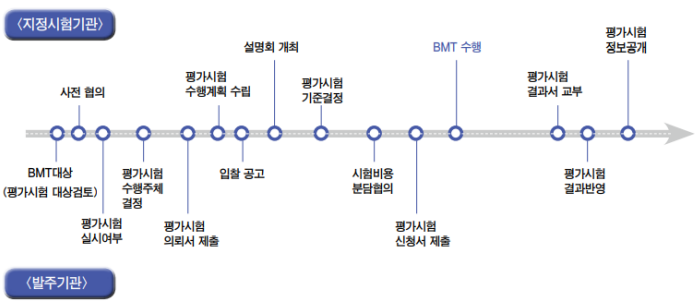 〈지정시험기관〉
설명회 개최
BMT 수행
평가시험
정보공개
사전 협의
평가시험
수행계획 수립
평가시험
기준결정
평가시험
결과서 교부
BMT대상
(평가시험 대상검토)
평가시험
수행주체
결정
입찰 공고
시험비용
분담협의
평가시험
결과반영
평가시험
실시여부
평가시험
의뢰서 제출
평가시험
신청서 제출
〈발주기관〉